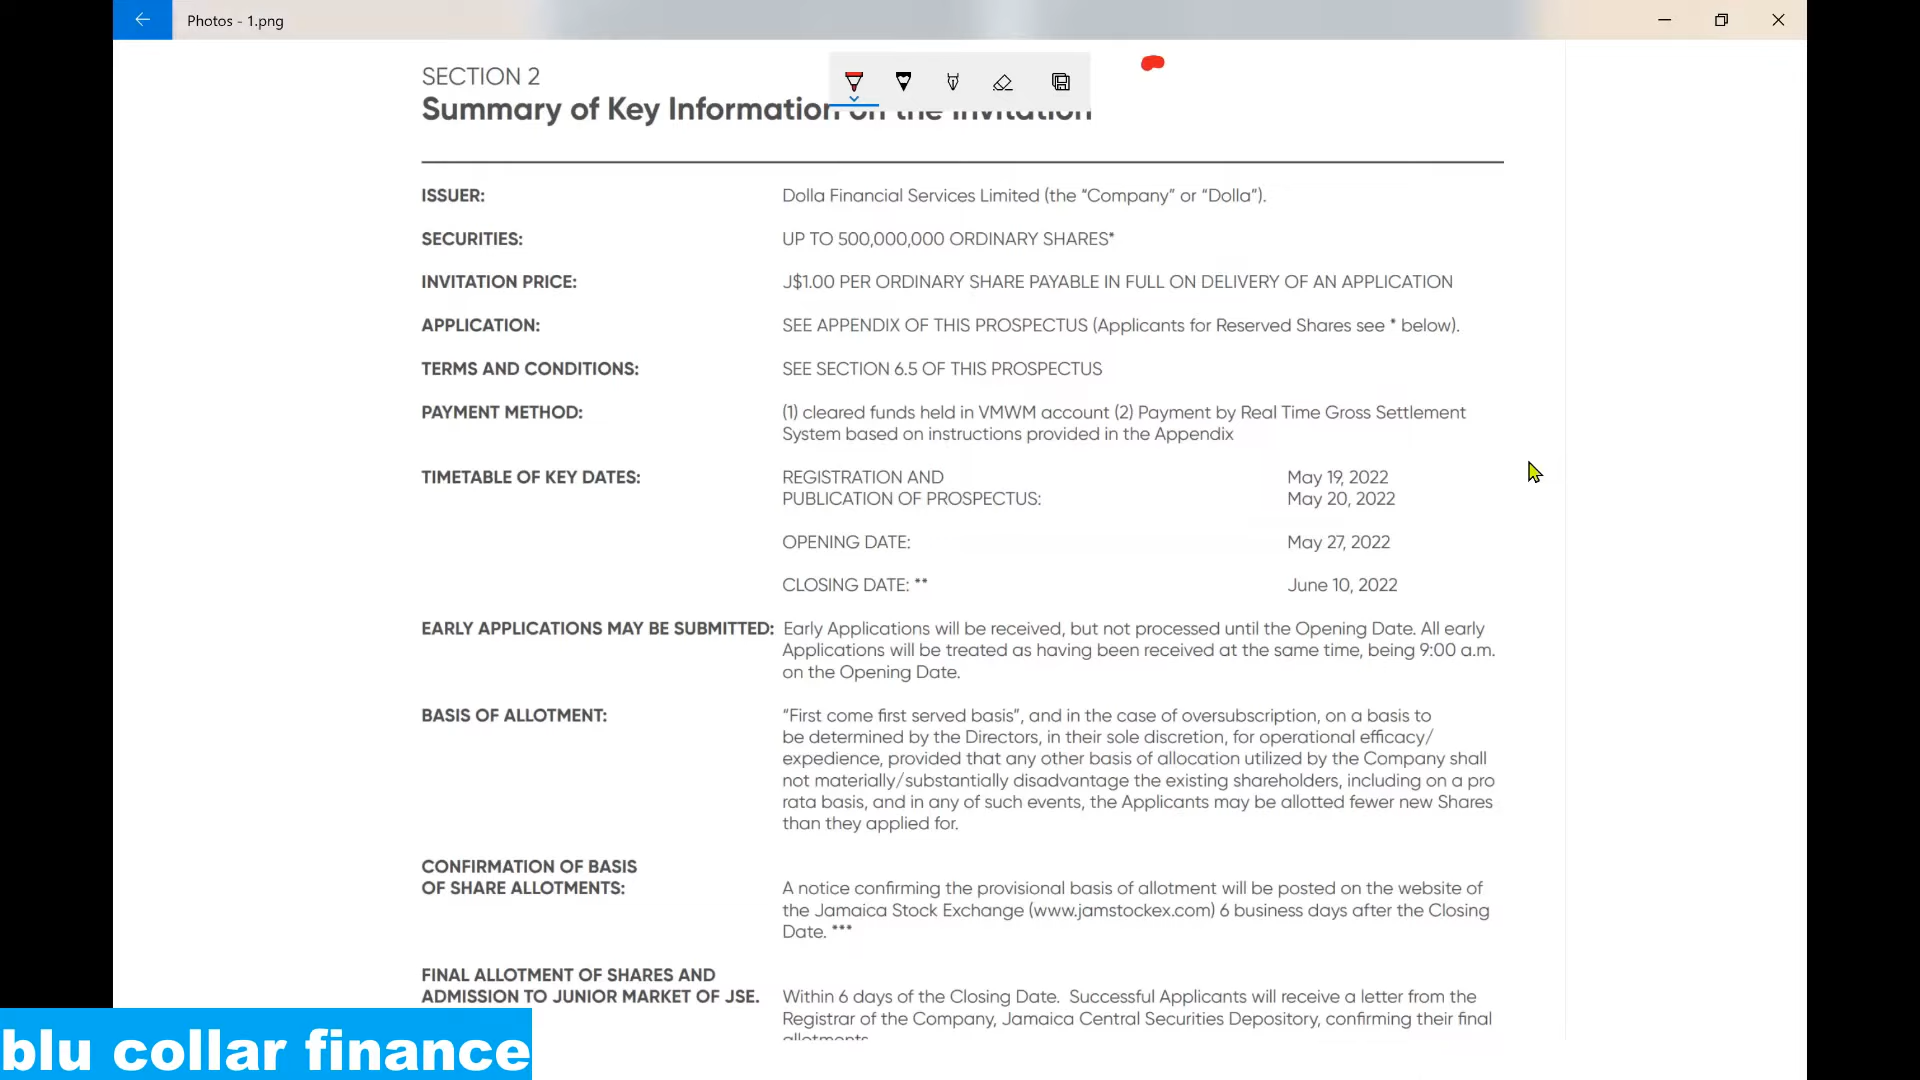 Photos - 1.png
SECTION 2
Summary of Key Information on the Invitation
ISSUER: Dolla Financial Services Limited (the “Company” or “Dolla”).
SECURITIES: UP TO 500,000,000 ORDINARY SHARES*
INVITATION PRICE: J$1.00 PER ORDINARY SHARE PAYABLE IN FULL ON DELIVERY OF AN APPLICATION
APPLICATION: SEE APPENDIX OF THIS PROSPECTUS (Applicants for Reserved Shares see * below).
TERMS AND CONDITIONS: SEE SECTION 6.5 OF THIS PROSPECTUS
PAYMENT METHOD: (1) cleared funds held in VMWM account (2) Payment by Real Time Gross Settlement
System based on instructions provided in the Appendix
TIMETABLE OF KEY DATES: REGISTRATION AND May 19, 2022
PUBLICATION OF PROSPECTUS: May 20, 2022
OPENING DATE: May 27, 2022
CLOSING DATE: ** June 10, 2022
EARLY APPLICATIONS MAY BE SUBMITTED: Early Applications will be received, but not processed until the Opening Date. All early
Applications will be treated as having been received at the same time, being 9:00 a.m.
on the Opening Date.
BASIS OF ALLOTMENT: “First come first served basis”, and in the case of oversubscription, on a basis to
be determined by the Directors, in their sole discretion, for operational efficacy/
expedience, provided that any other basis of allocation utilized by the Company shall
not materially/substantially disadvantage the existing shareholders, including on a pro
rata basis, and in any of such events, the Applicants may be allotted fewer new Shares
than they applied for.
CONFIRMATION OF BASIS
OF SHARE ALLOTMENTS: A notice confirming the provisional basis of allotment will be posted on the website of
the Jamaica Stock Exchange (www.jamstockex.com) 6 business days after the Closing
Date. ***
FINAL ALLOTMENT OF SHARES AND
ADMISSION TO JUNIOR MARKET OF JSE. Within 6 days of the Closing Date. Successful Applicants will receive a letter from the
Registrar of the Company, Jamaica Central Securities Depository, confirming their final
allotments
blu collar finance